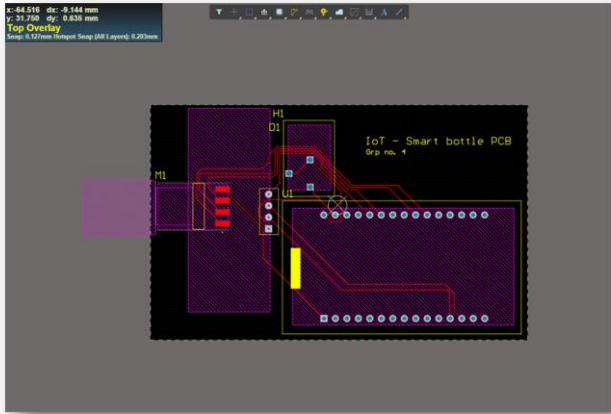 x:-64.516 dx: -9.144 mm
y: 31.750 dy: 0.635 mm
Top Overlay
Snap: 0.127mm Hotspot Snap (All Layers): 0.203mm
H1
D1
IoT - Smart bottle PCB
Grp no. 4
M1
U1